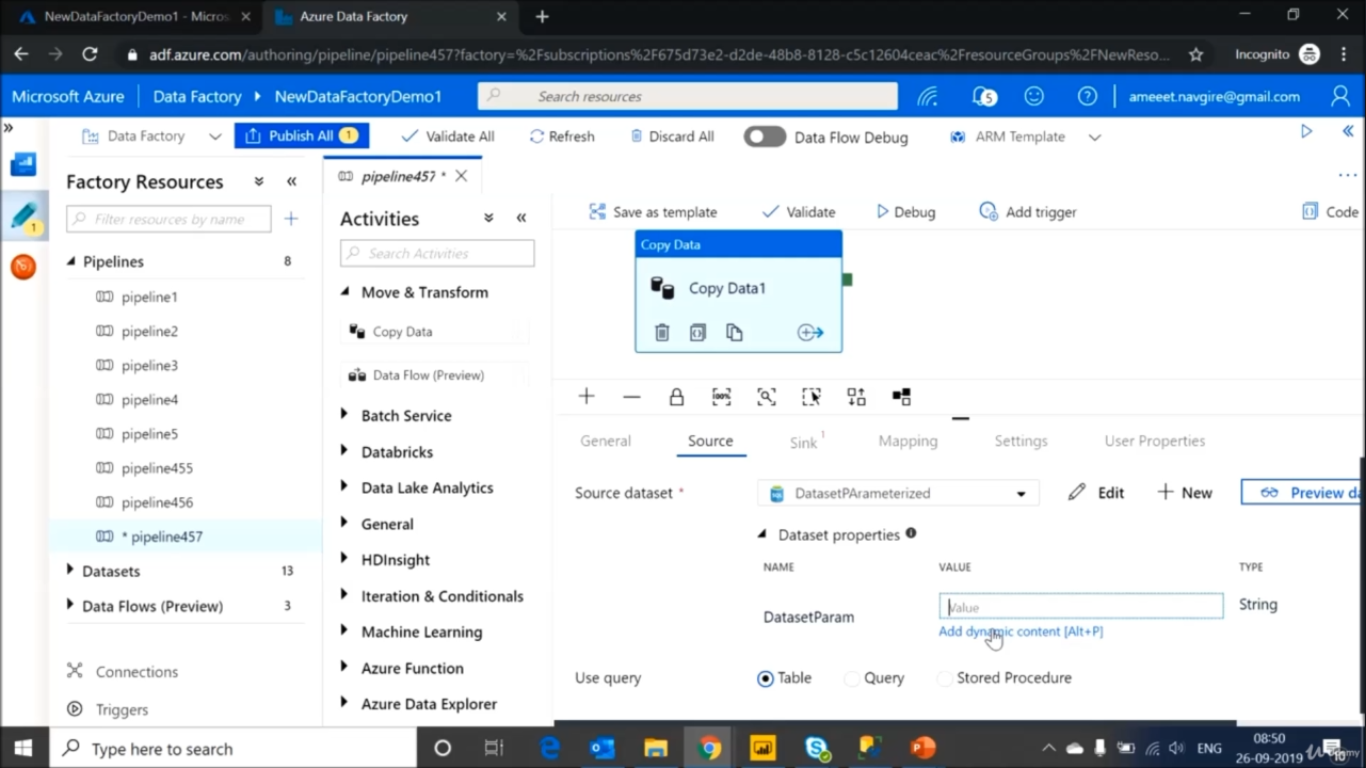 NewDataFactoryDemo1 - Micros
Azure Data Factory
adf.azure.com/authoring/pipeline/pipeline457?factory=%2Fsubscriptions%2F675d73e2-d2de-48b8-8128-c5c12604ceac%2FresourceGroups%2FNewReso...
Incognito
Microsoft Azure
Data Factory
NewDataFactoryDemo1
Search resources
5
ameeet.navgire@gmail.com
Data Factory
Publish All 1
Validate All
Refresh
Discard All
Data Flow Debug
ARM Template
1
Factory Resources
Filter resources by name
Pipelines 8
pipeline1
pipeline2
pipeline3
pipeline4
pipeline5
pipeline455
pipeline456
* pipeline457
Datasets 13
Data Flows (Preview) 3
Connections
Triggers
pipeline457 *
Activities
Search Activities
Move & Transform
Copy Data
Data Flow (Preview)
Batch Service
Databricks
Data Lake Analytics
General
HDInsight
Iteration & Conditionals
Machine Learning
Azure Function
Azure Data Explorer
Save as template
Validate
Debug
Add trigger
Code
Copy Data
Copy Data1
100%
General
Source
Sink 1
Mapping
Settings
User Properties
Source dataset *
DatasetPArameterized
Edit
New
Preview da
Dataset properties
NAME VALUE TYPE
DatasetParam
Value
String
Add dynamic content [Alt+P]
Use query
Table
Query
Stored Procedure
Type here to search
ENG
08:50
26-09-2019